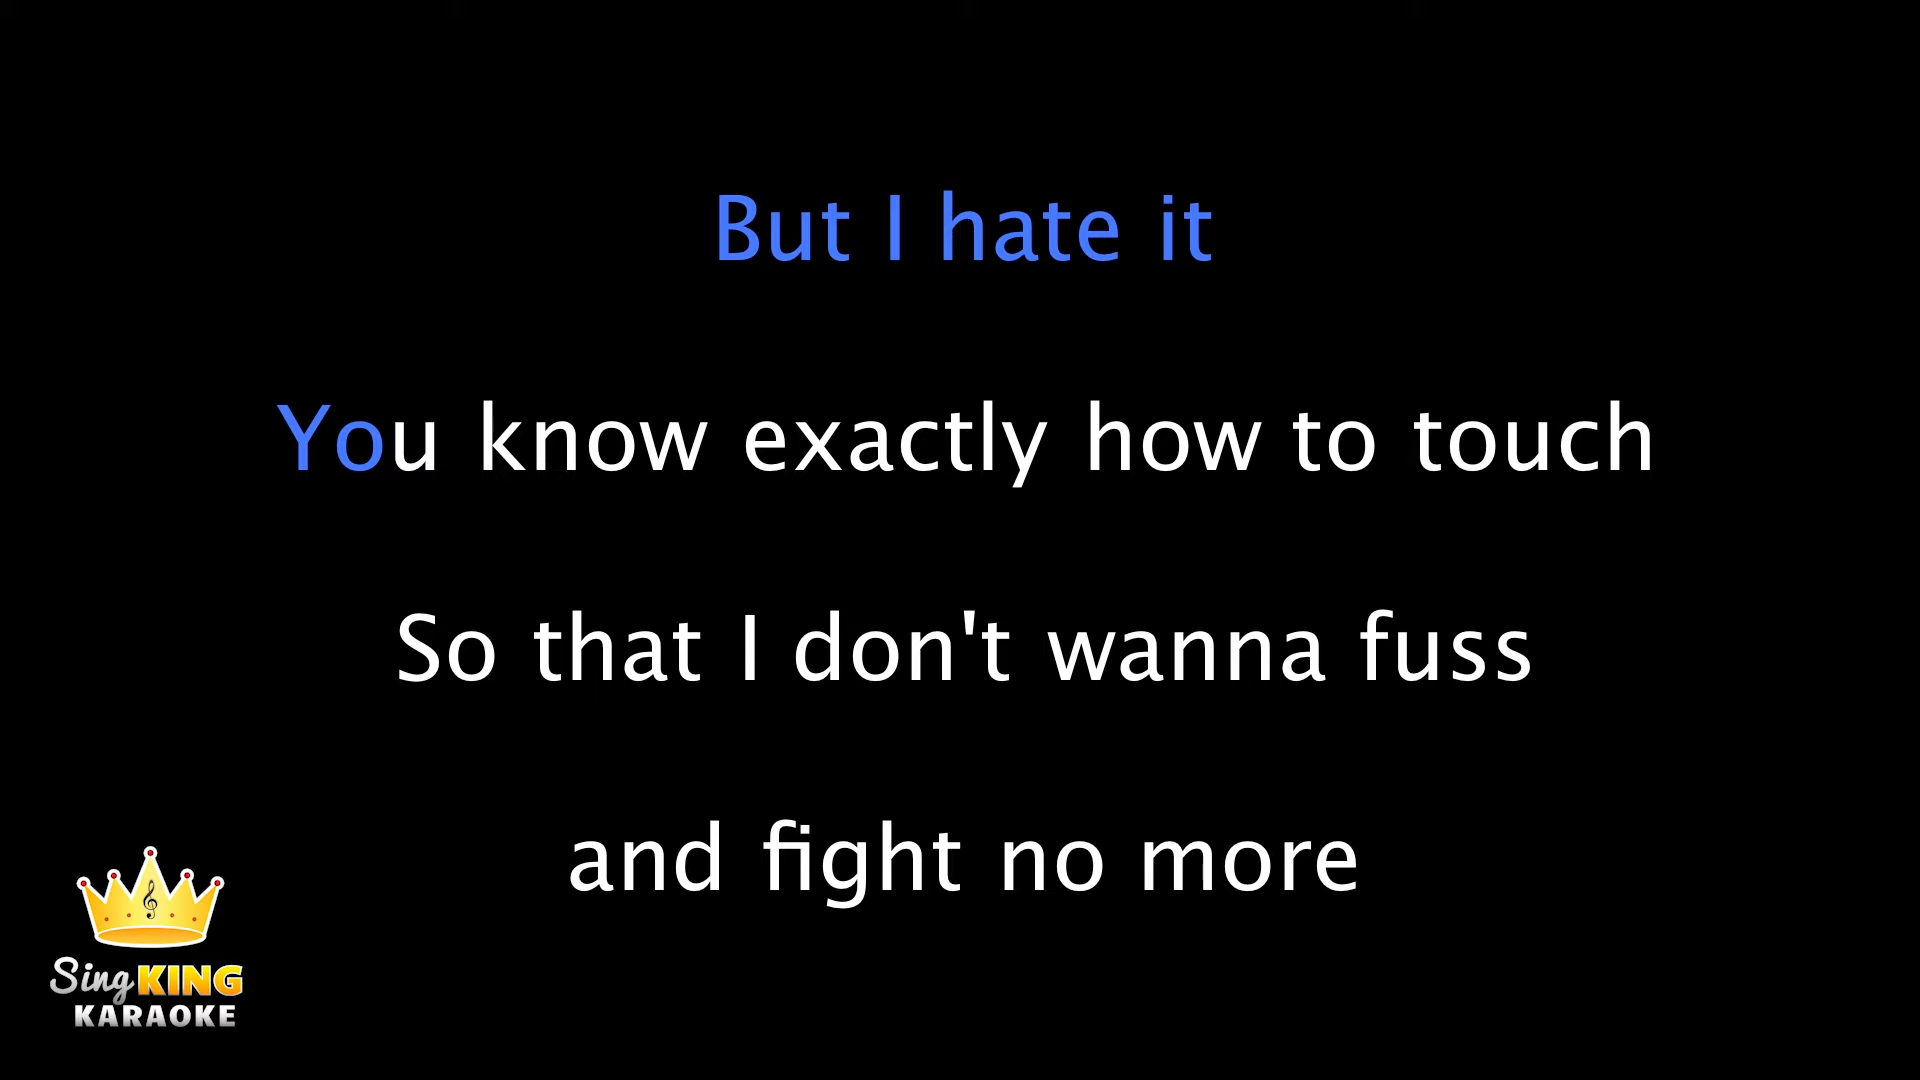 But I hate it
You know exactly how to touch
So that I don't wanna fuss
and fight no more
Sing KING
KARAOKE